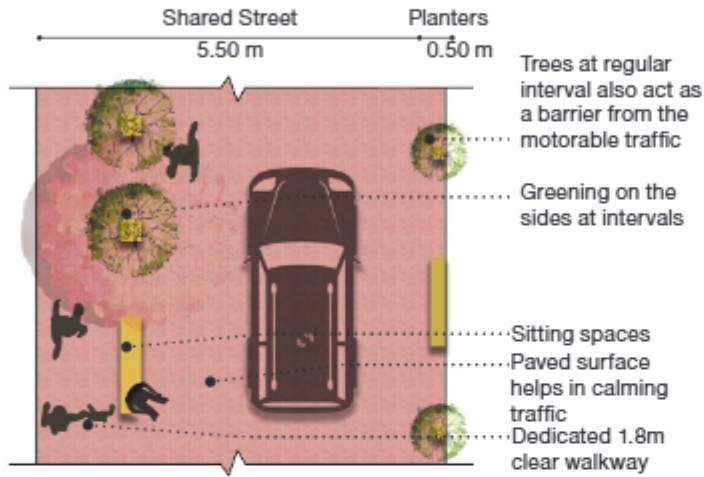 Shared Street
Planters
5.50 m
0.50 m
Trees at regular
interval also act as
a barrier from the
motorable traffic
Greening on the
sides at intervals
Sitting spaces
Paved surface
helps in calming
traffic
Dedicated 1.8m
clear walkway